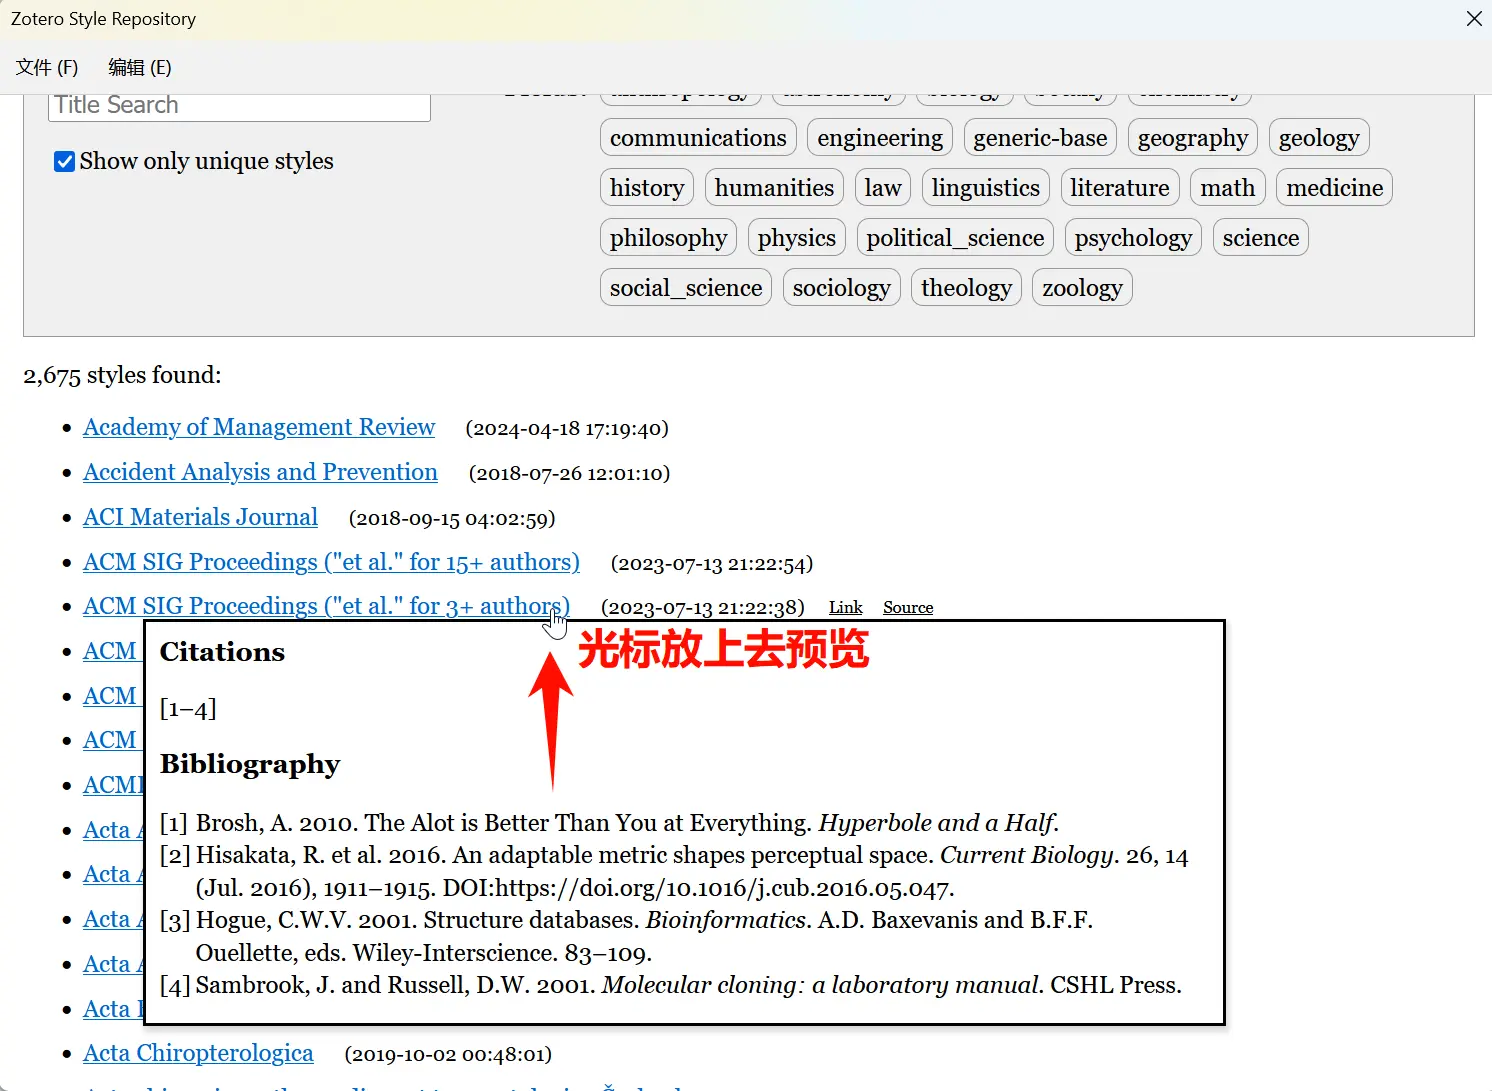 Zotero Style Repository
文件 (F) 编辑 (E)
Title Search
anthropology astronomy biology botany chemistry
Show only unique styles
communications engineering generic-base geography geology
history humanities law linguistics literature math medicine
philosophy physics political_science psychology science
social_science sociology theology zoology
2,675 styles found:
Academy of Management Review (2024-04-18 17:19:40)
Accident Analysis and Prevention (2018-07-26 12:01:10)
ACI Materials Journal (2018-09-15 04:02:59)
ACM SIG Proceedings ("et al." for 15+ authors) (2023-07-13 21:22:54)
ACM SIG Proceedings ("et al." for 3+ authors) (2023-07-13 21:22:38) Link Source
光标放上去预览
ACM
ACM
ACM
ACM
Acta
Acta
Acta
Acta
Acta
Citations
[1–4]
Bibliography
[1] Brosh, A. 2010. The Alot is Better Than You at Everything. Hyperbole and a Half.
[2] Hisakata, R. et al. 2016. An adaptable metric shapes perceptual space. Current Biology. 26, 14
(Jul. 2016), 1911–1915. DOI:https://doi.org/10.1016/j.cub.2016.05.047.
[3] Hogue, C.W.V. 2001. Structure databases. Bioinformatics. A.D. Baxevanis and B.F.F.
Ouellette, eds. Wiley-Interscience. 83–109.
[4] Sambrook, J. and Russell, D.W. 2001. Molecular cloning: a laboratory manual. CSHL Press.
Acta Chiropterologica (2019-10-02 00:48:01)